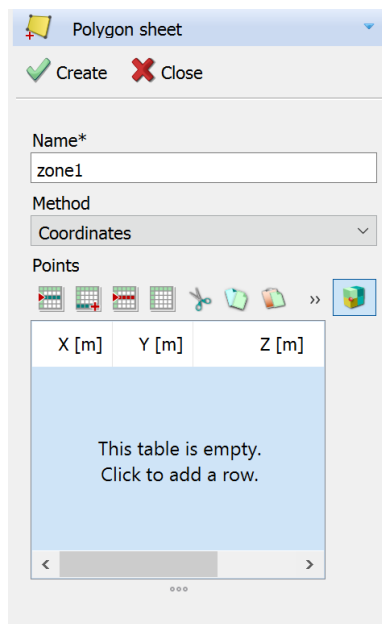 Polygon sheet
Create Close
Name*
zone1
Method
Coordinates
Points
X [m] Y [m] Z [m]
This table is empty.
Click to add a row.